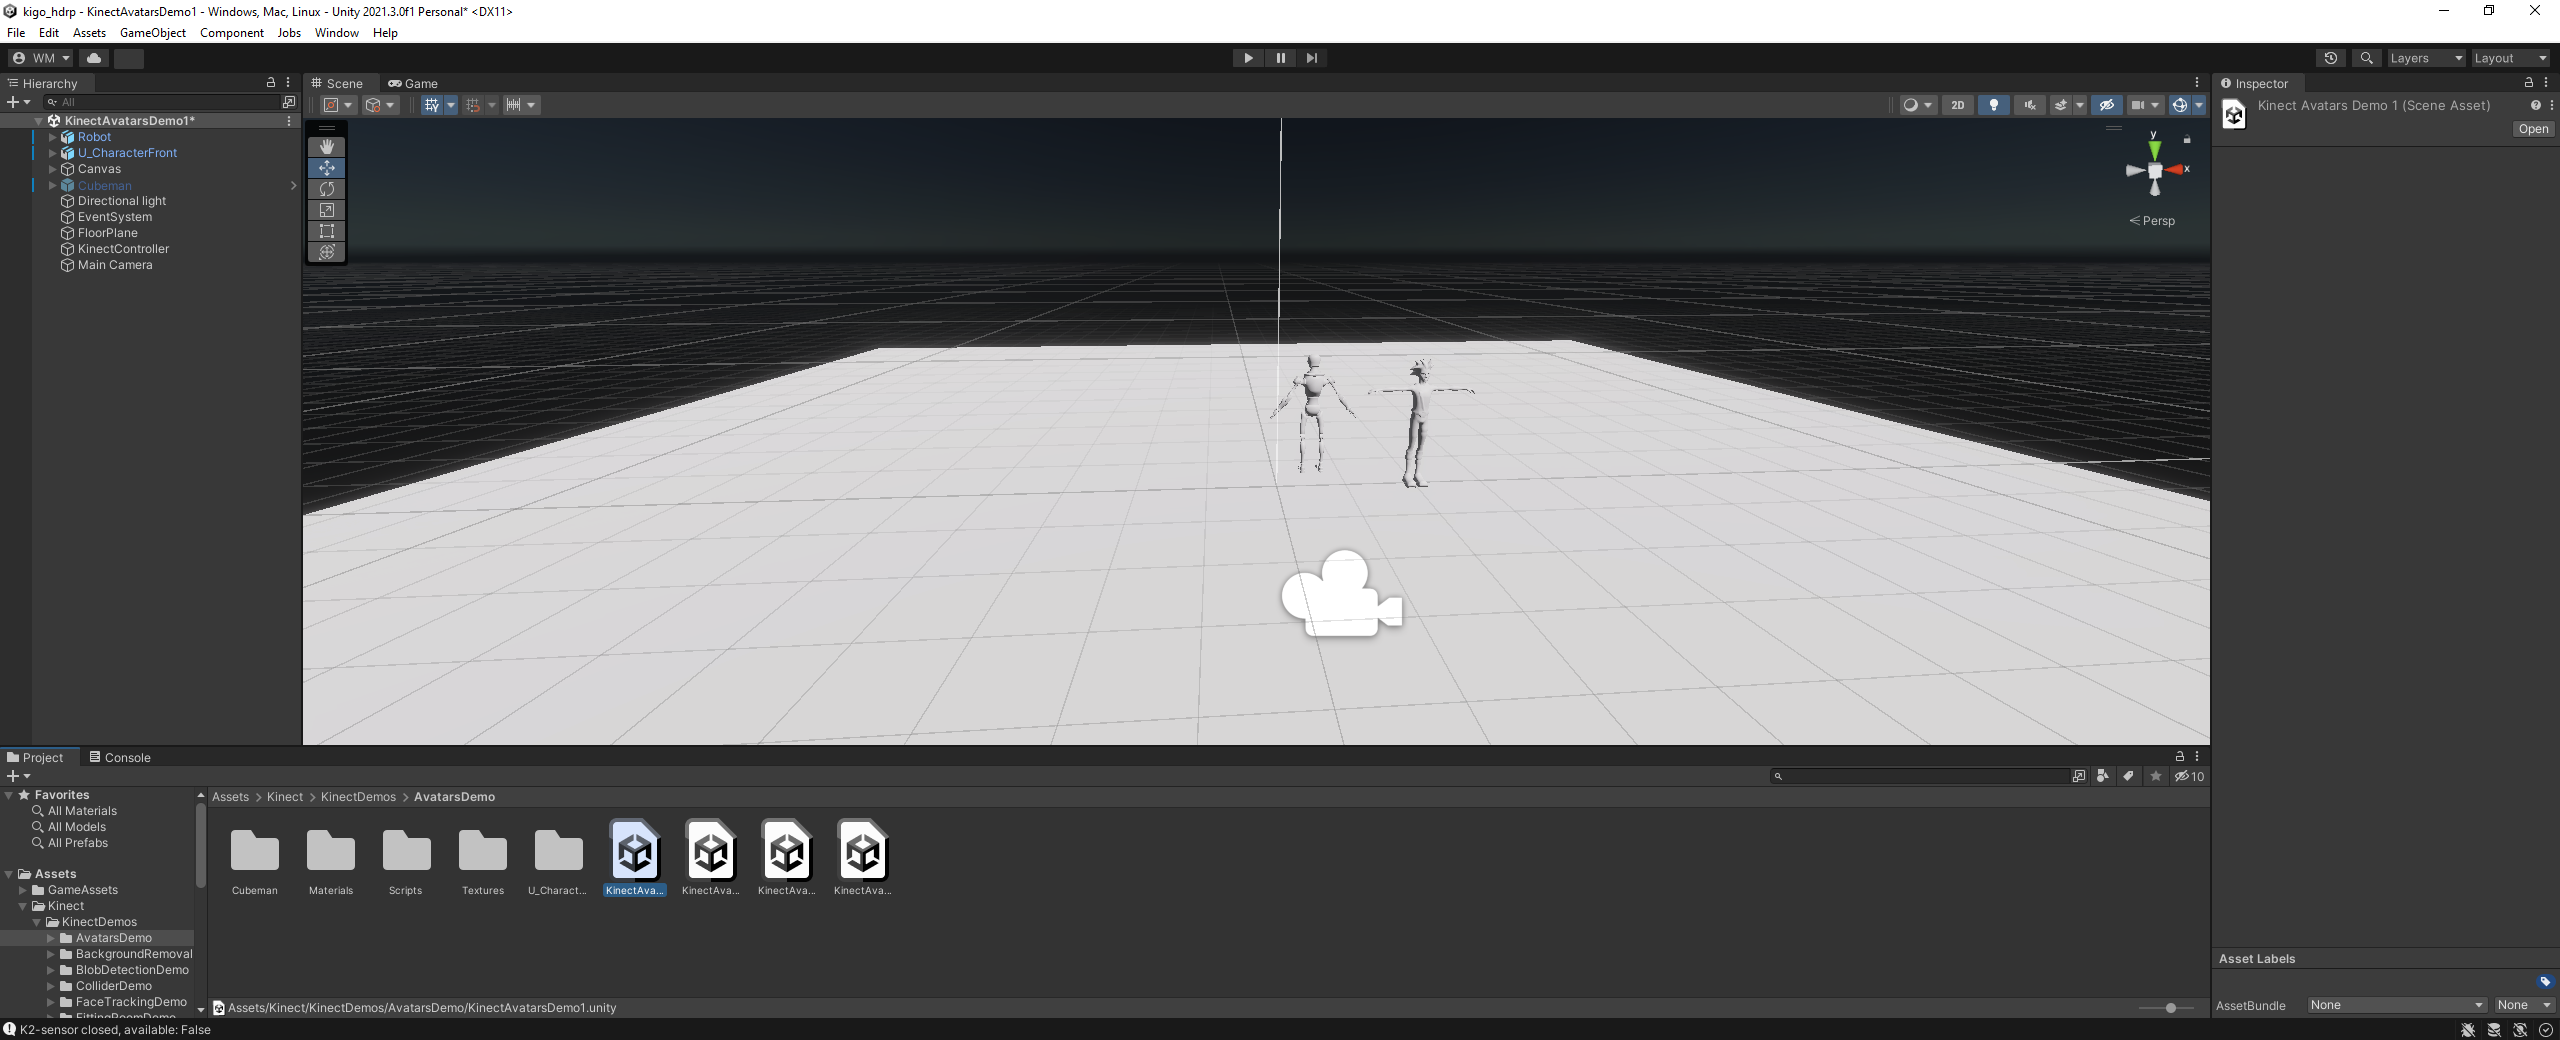 kigo_hdrp - KinectAvatarsDemo1 - Windows, Mac, Linux - Unity 2021.3.0f1 Personal* <DX11>
File Edit Assets GameObject Component Jobs Window Help
WM Layers Layout
Hierarchy
All
KinectAvatarsDemo1*
Robot
U_CharacterFront
Canvas
Cubeman
Directional light
EventSystem
FloorPlane
KinectController
Main Camera
Scene Game
2D
y
x
Persp
Inspector
Kinect Avatars Demo 1 (Scene Asset)
Open
Project Console
10
Favorites
All Materials
All Models
All Prefabs
Assets
GameAssets
Kinect
KinectDemos
AvatarsDemo
BackgroundRemoval
BlobDetectionDemo
ColliderDemo
FaceTrackingDemo
FittingRoomDemo
Assets > Kinect > KinectDemos > AvatarsDemo
Cubeman Materials Scripts Textures U_Charact... KinectAva... KinectAva... KinectAva... KinectAva...
Assets/Kinect/KinectDemos/AvatarsDemo/KinectAvatarsDemo1.unity
Asset Labels
AssetBundle None None
K2-sensor closed, available: False